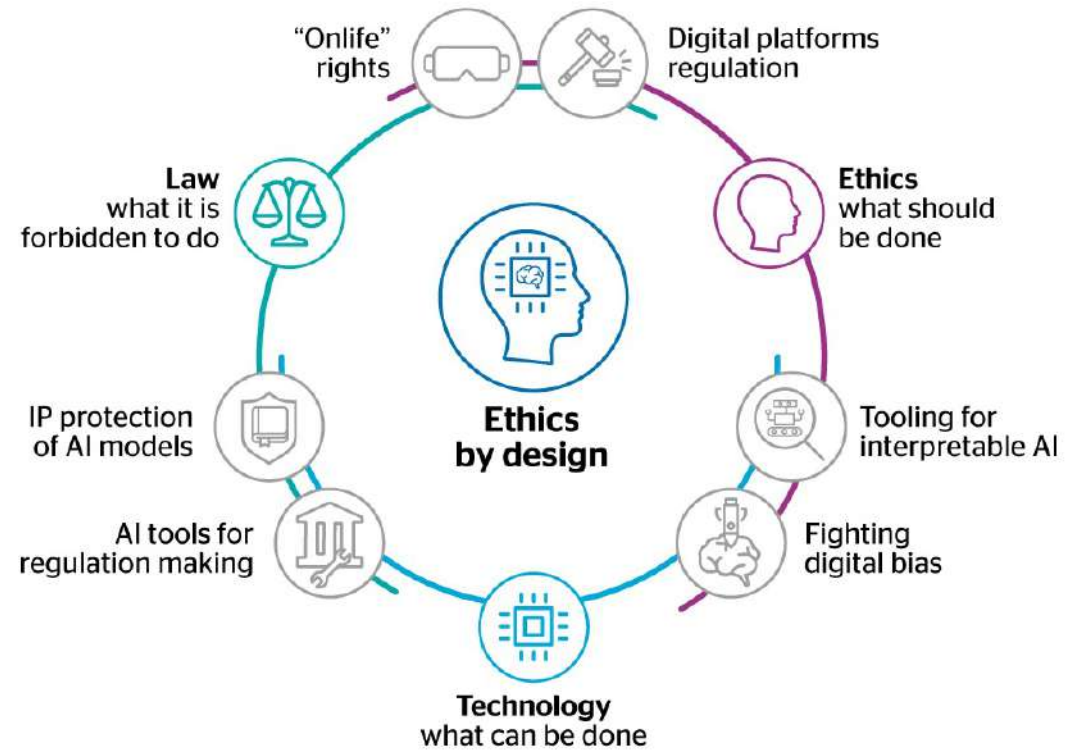 “Onlife”
rights
Digital platforms
regulation
Law
what it is
forbidden to do
Ethics
what should
be done
Ethics
by design
IP protection
of AI models
Tooling for
interpretable AI
AI tools for
regulation making
Fighting
digital bias
Technology
what can be done